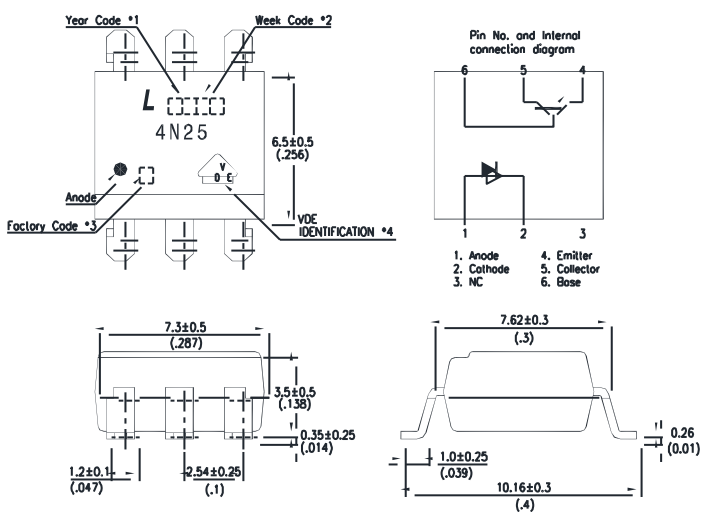 Year Code *1
Week Code *2
L
4N25
V
D E
Anode
Factory Code *3
6.5±0.5
(.256)
VDE
IDENTIFICATION *4
Pin No. and Internal
connection diagram
6 5 4
1 2 3
1. Anode 4. Emitter
2. Cathode 5. Collector
3. NC 6. Base
7.3±0.5
(.287)
3.5±0.5
(.138)
0.35±0.25
(.014)
1.2±0.1
(.047)
2.54±0.25
(.1)
7.62±0.3
(.3)
0.26
(0.01)
1.0±0.25
(.039)
10.16±0.3
(.4)